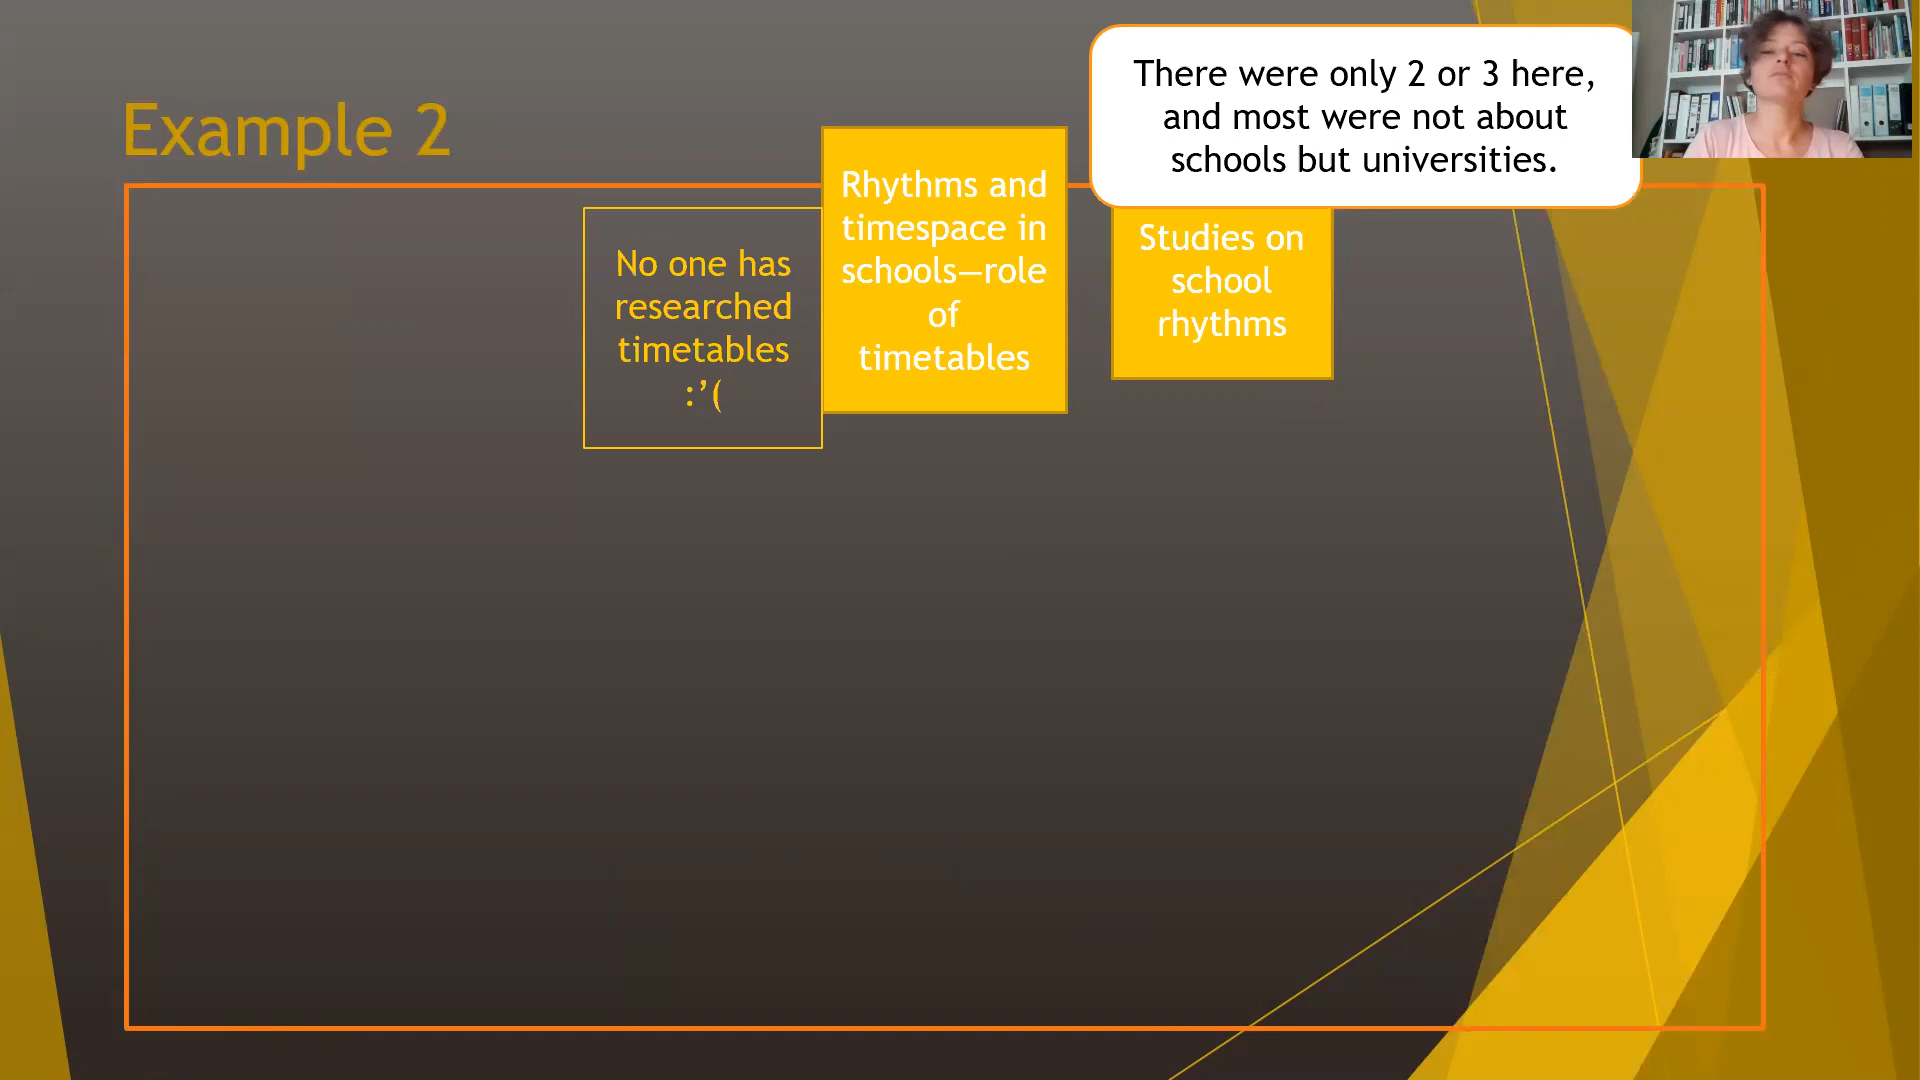 Example 2
There were only 2 or 3 here,
and most were not about
schools but universities.
No one has
researched
timetables
:’(
Rhythms and
timespace in
schools—role
of
timetables
Studies on
school
rhythms